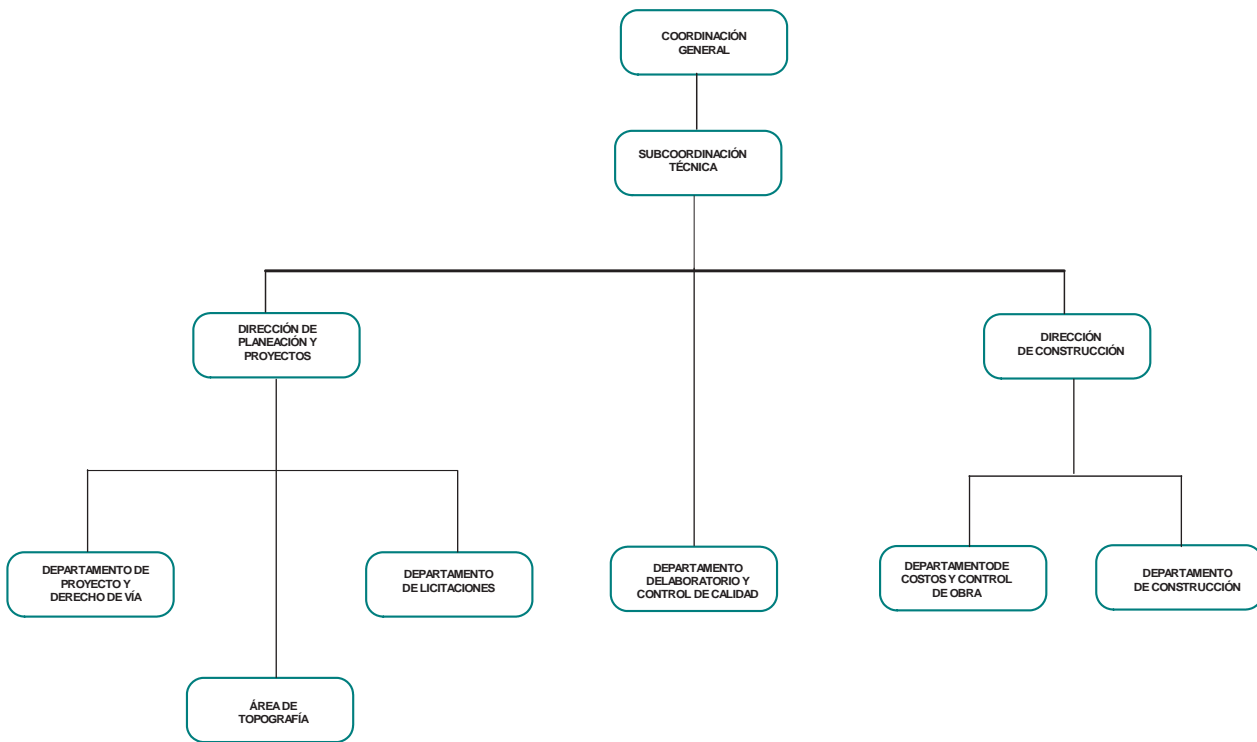 COORDINACIÓN
GENERAL
SUBCOORDINACIÓN
TÉCNICA
DIRECCIÓN DE
PLANEACIÓN Y
PROYECTOS
DIRECCIÓN
DE CONSTRUCCIÓN
DEPARTAMENTO DE
PROYECTO Y
DERECHO DE VÍA
DEPARTAMENTO
DE LICITACIONES
DEPARTAMENTO
DELABORATORIO Y
CONTROL DE CALIDAD
DEPARTAMENTODE
COSTOS Y CONTROL
DE OBRA
DEPARTAMENTO
DE CONSTRUCCIÓN
ÁREA DE
TOPOGRAFÍA